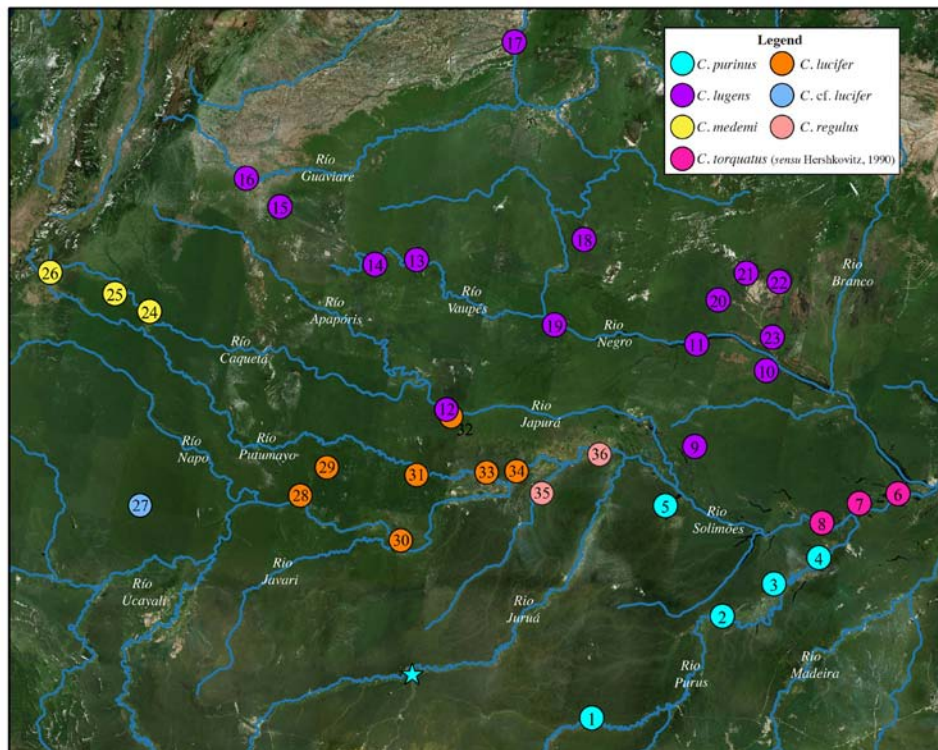 17
Legend
C. purinus
C. lucifer
C. lugens
C. cf. lucifer
C. medemi
C. regulus
C. torquatus (sensu Hershkovitz, 1990)
Río
Guaviare
16
15
18
14
13
26
25
24
Río
Apapóris
Río
Vaupés
21
22
20
Rio
Branco
19
Rio
Negro
11
23
10
Río
Caquetá
12
32
Rio
Japurá
Río
Napo
Río
Putumayo
29
31
33
34
36
35
9
27
28
5
Rio
Solimões
6
7
8
30
4
Rio
Javari
3
Río
Ucayali
Rio
Juruá
2
Rio
Purus
Rio
Madeira
1